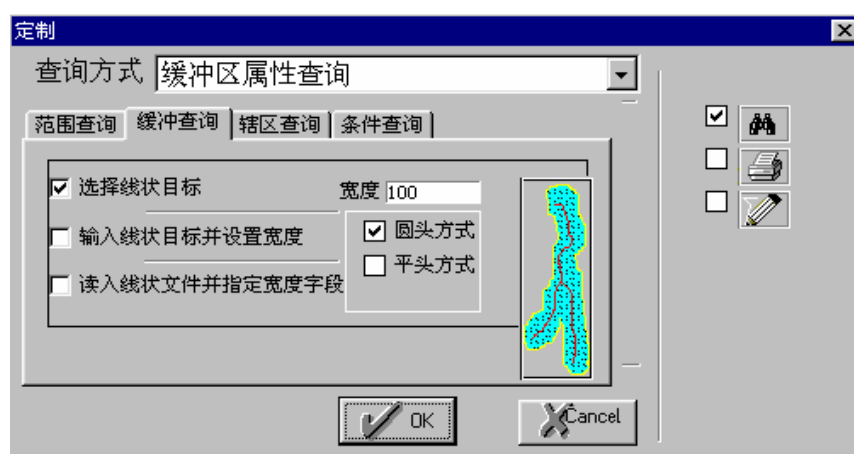 定制
查询方式 缓冲区属性查询
范围查询 缓冲查询 辖区查询 条件查询
选择线状目标 宽度 100
输入线状目标并设置宽度 圆头方式
平头方式
读入线状文件并指定宽度字段
OK Cancel